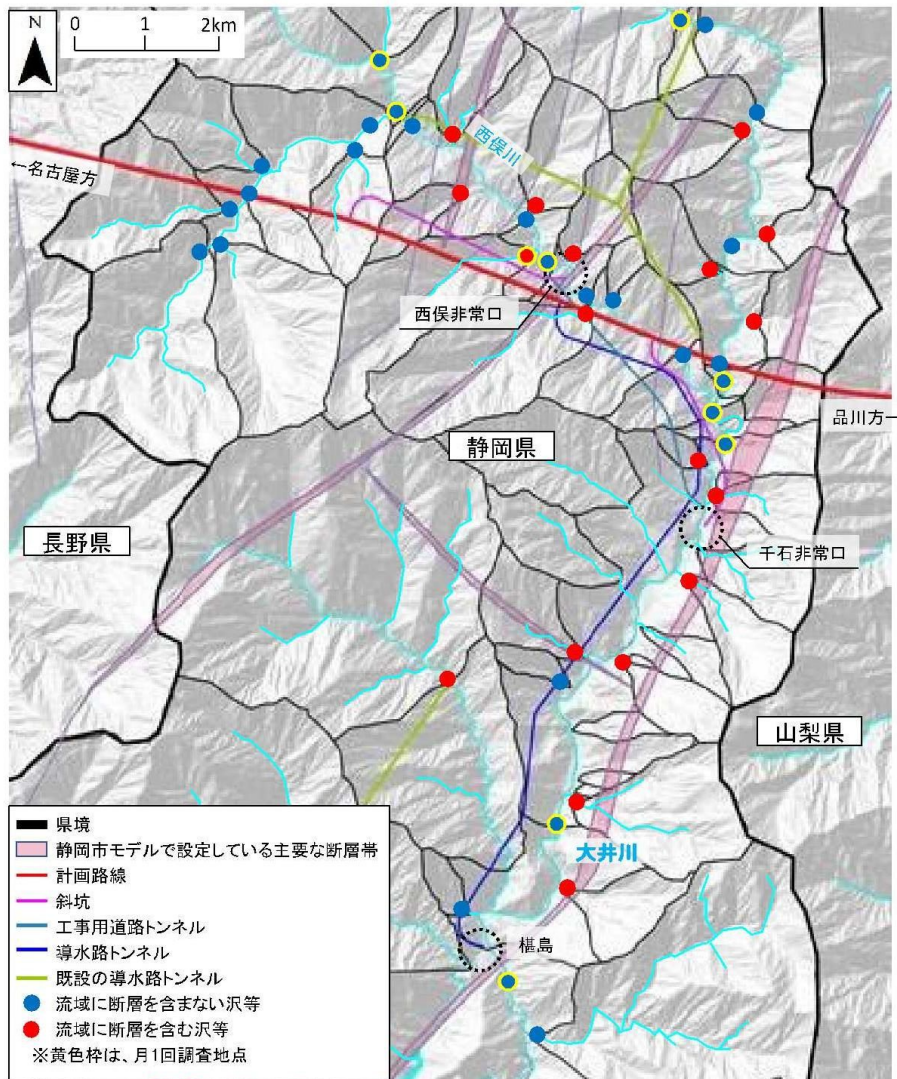 N
0 1 2km
西俣川
←名古屋方
西俣非常口
品川方
静岡県
長野県
千石非常口
山梨県
大井川
椹島
県境
静岡市モデルで設定している主要な断層帯
計画路線
斜坑
工事用道路トンネル
導水路トンネル
既設の導水路トンネル
流域に断層を含まない沢等
流域に断層を含む沢等
※黄色枠は、月1回調査地点